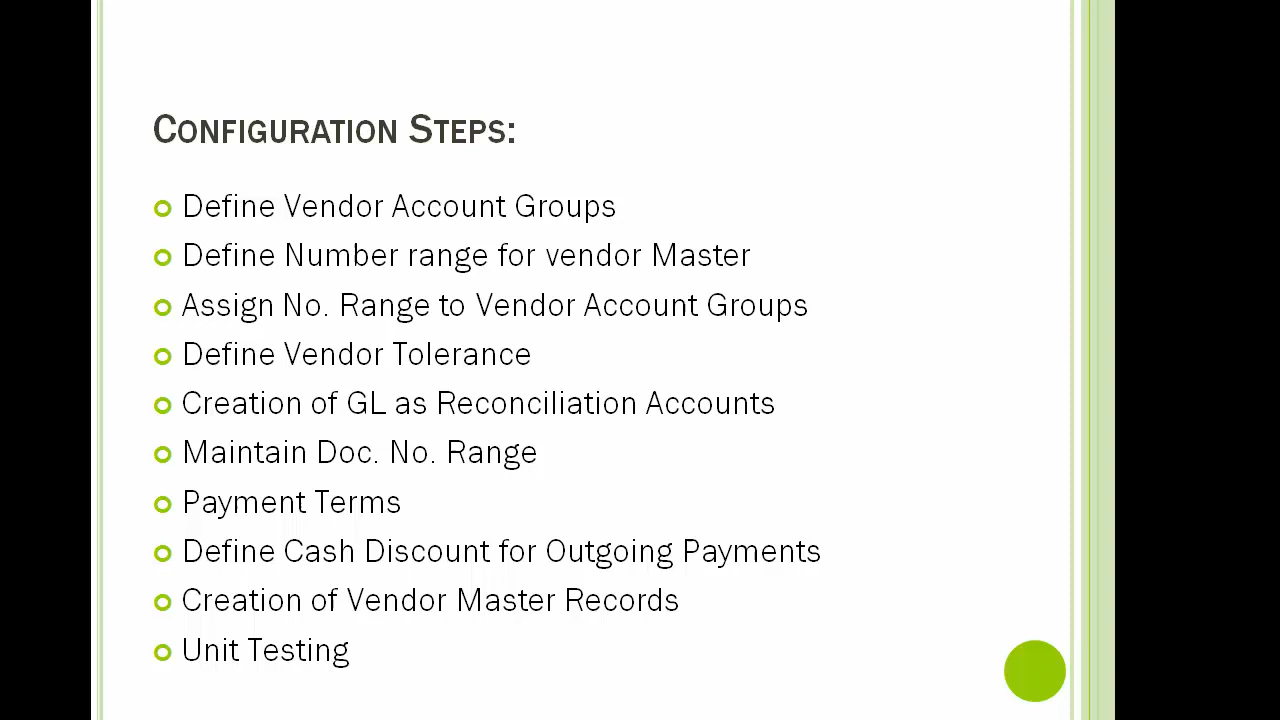 Configuration Steps:
Define Vendor Account Groups
Define Number range for vendor Master
Assign No. Range to Vendor Account Groups
Define Vendor Tolerance
Creation of GL as Reconciliation Accounts
Maintain Doc. No. Range
Payment Terms
Define Cash Discount for Outgoing Payments
Creation of Vendor Master Records
Unit Testing